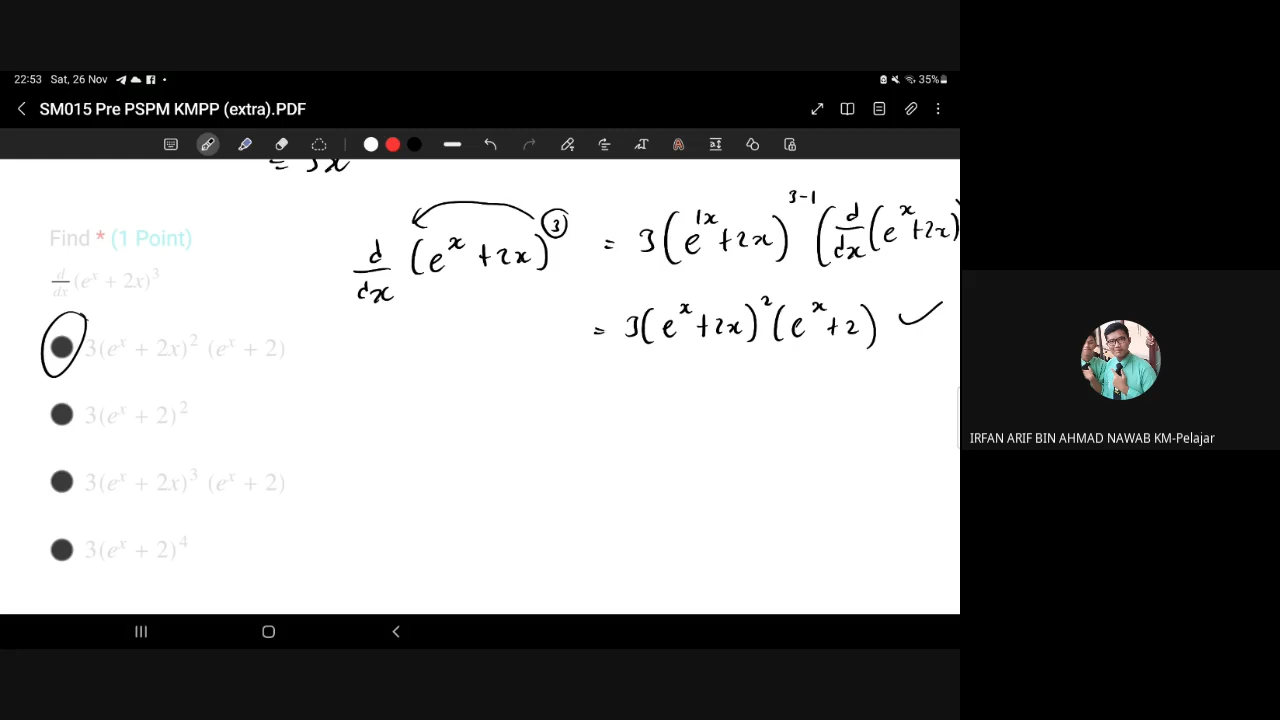 22:53 Sat, 26 Nov
35%
SM015 Pre PSPM KMPP (extra).PDF
= 3x
d/dx (e^x + 2x)^3 = 3(e^{1x} + 2x)^{3-1} (d/dx (e^x + 2x)
= 3(e^x + 2x)^2 (e^x + 2) ✓
Find * (1 Point)
d/dx (e^x + 2x)^3
3(e^x + 2x)^2 (e^x + 2)
3(e^x + 2)^2
3(e^x + 2x)^3 (e^x + 2)
3(e^x + 2)^4
IRFAN ARIF BIN AHMAD NAWAB KM-Pelajar